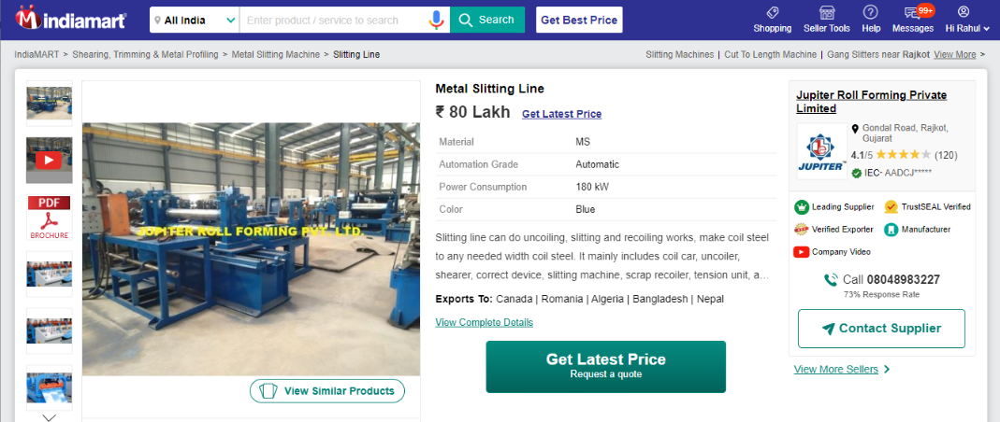 indiamart
All India
Enter product / service to search
Search
Get Best Price
Shopping
Seller Tools
Help
99+
Messages
Hi Rahul
IndiaMART > Shearing, Trimming & Metal Profiling > Metal Slitting Machine > Slitting Line
Slitting Machines | Cut To Length Machine | Gang Slitters near Rajkot View More >
PDF
BROCHURE
JUPITER ROLL FORMING PVT. LTD.
View Similar Products
Metal Slitting Line
₹ 80 Lakh Get Latest Price
Material MS
Automation Grade Automatic
Power Consumption 180 kW
Color Blue
Slitting line can do uncoiling, slitting and recoiling works, make coil steel
to any needed width coil steel. It mainly includes coil car, uncoiler,
shearer, correct device, slitting machine, scrap recoiler, tension unit, a...
Exports To: Canada | Romania | Algeria | Bangladesh | Nepal
View Complete Details
Get Latest Price
Request a quote
Jupiter Roll Forming Private
Limited
JUPITER™
Gondal Road, Rajkot,
Gujarat
4.1/5 (120)
IEC- AADCJ*****
Leading Supplier
TrustSEAL Verified
Verified Exporter
Manufacturer
Company Video
Call 08048983227
73% Response Rate
Contact Supplier
View More Sellers >